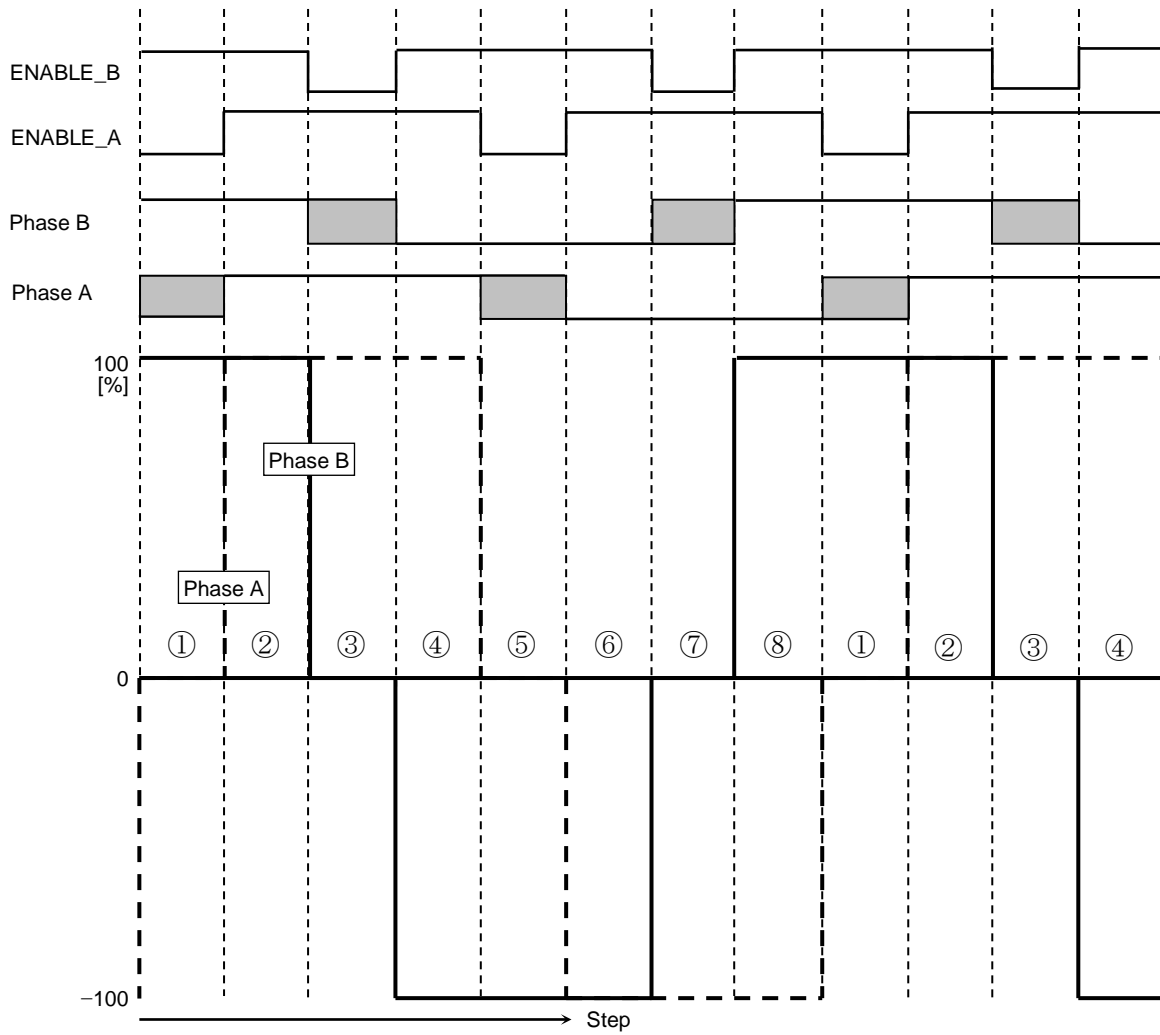 ENABLE_B
ENABLE_A
Phase B
Phase A
100
[%]
Phase B
Phase A
① ② ③ ④ ⑤ ⑥ ⑦ ⑧ ① ② ③ ④
0
−100
Step